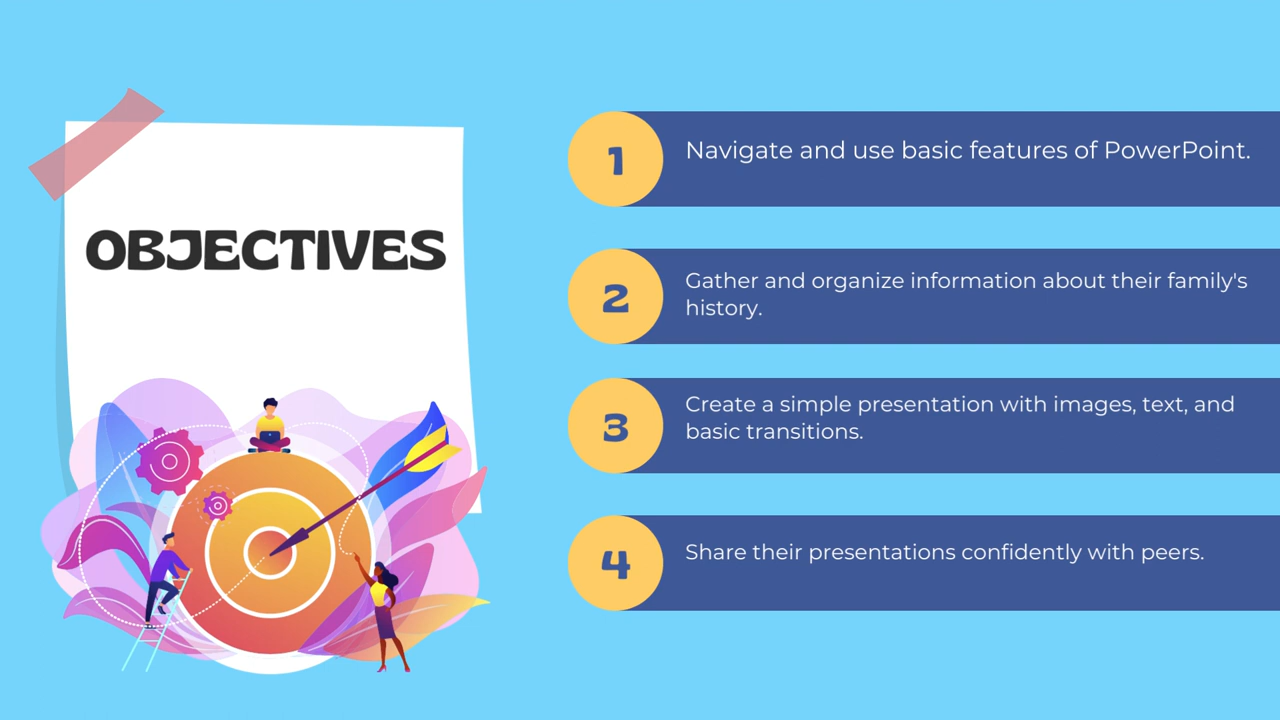 OBJECTIVES
1
Navigate and use basic features of PowerPoint.
2
Gather and organize information about their family's
history.
3
Create a simple presentation with images, text, and
basic transitions.
4
Share their presentations confidently with peers.